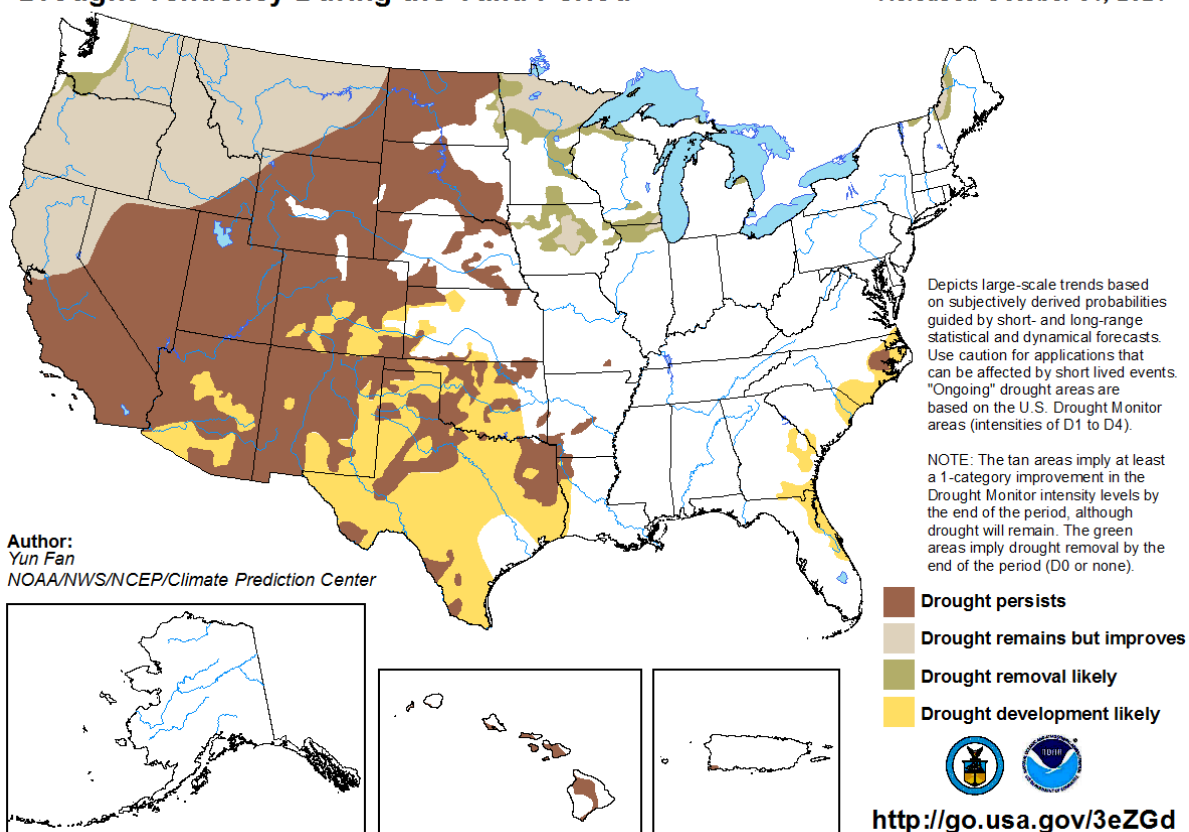 Depicts large-scale trends based
on subjectively derived probabilities
guided by short- and long-range
statistical and dynamical forecasts.
Use caution for applications that
can be affected by short lived events.
"Ongoing" drought areas are
based on the U.S. Drought Monitor
areas (intensities of D1 to D4).
NOTE: The tan areas imply at least
a 1-category improvement in the
Drought Monitor intensity levels by
the end of the period, although
drought will remain. The green
areas imply drought removal by the
end of the period (D0 or none).
Author:
Yun Fan
NOAA/NWS/NCEP/Climate Prediction Center
Drought persists
Drought remains but improves
Drought removal likely
Drought development likely
http://go.usa.gov/3eZGd